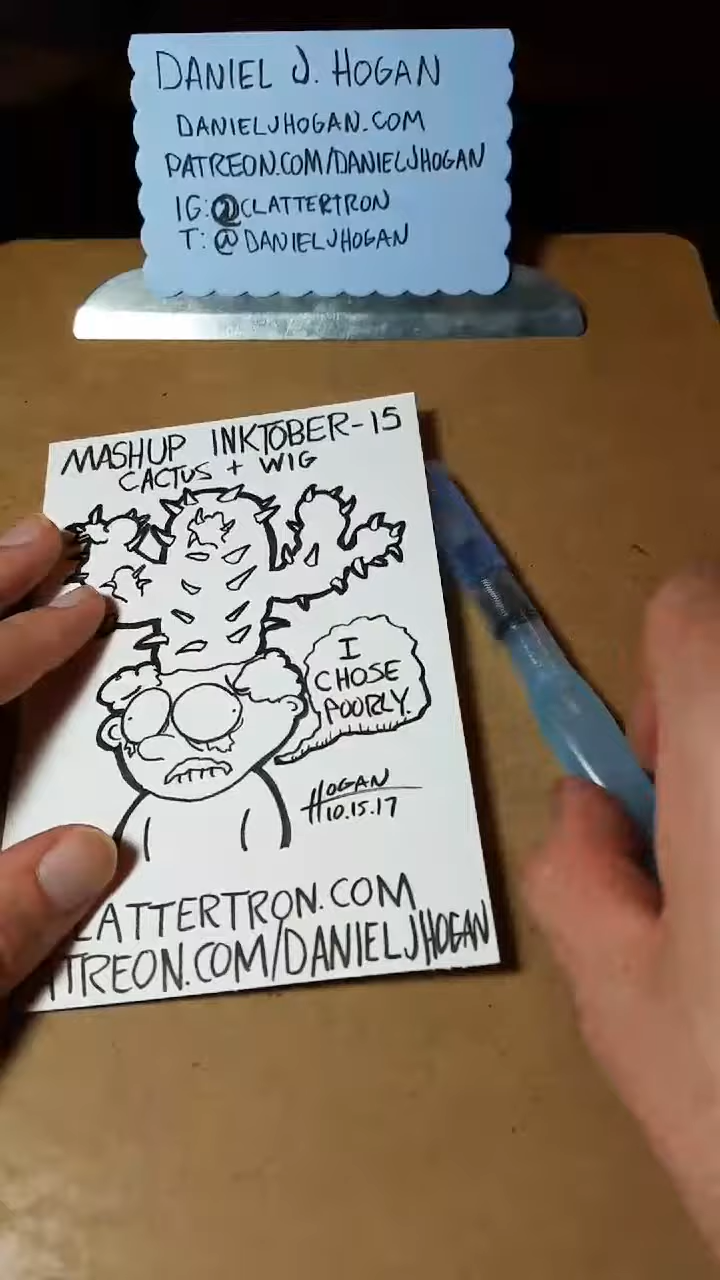 DANIEL J. HOGAN
DANIELJHOGAN.COM
PATREON.COM/DANIELJHOGAN
IG: @CLATTERTRON
T: @DANIELJHOGAN
MASHUP INKTOBER-15
CACTUS + WIG
I
CHOSE
POORLY.
HOGAN
10.15.17
LATTERTRON.COM
TREON.COM/DANIELJHOGAN